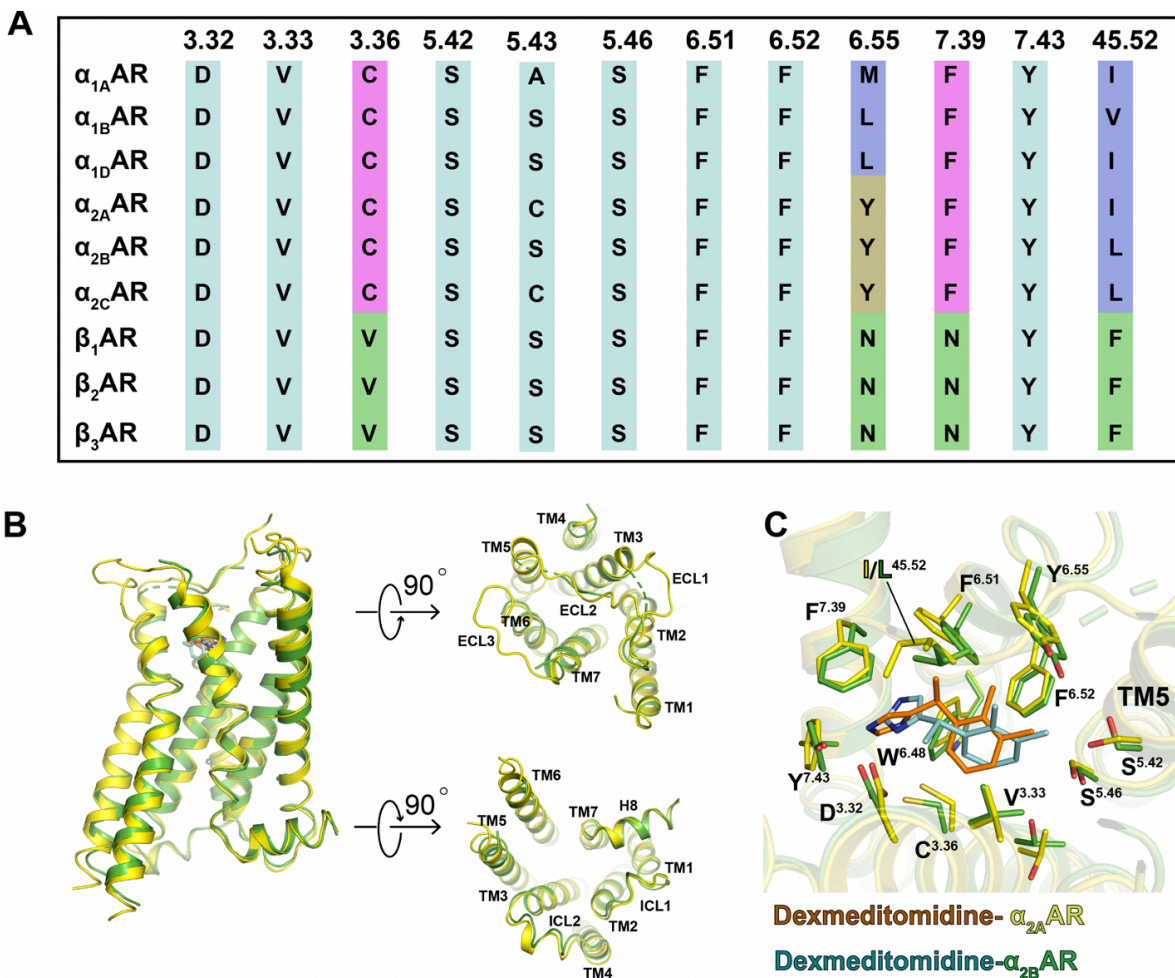 A
3.32 3.33 3.36 5.42 5.43 5.46 6.51 6.52 6.55 7.39 7.43 45.52
α1AAR D V C S A S F F M F Y I
α1BAR D V C S S S F F L F Y V
α1DAR D V C S S S F F L F Y I
α2AAR D V C S C S F F Y F Y I
α2BAR D V C S S S F F Y F Y L
α2CAR D V C S C S F F Y F Y L
β1AR D V V S S S F F N N Y F
β2AR D V V S S S F F N N Y F
β3AR D V V S S S F F N N Y F
B
90°
TM4
TM5
TM3
ECL1
ECL2
TM6
ECL3
TM2
TM7
TM1
90°
TM6
TM7
H8
TM5
TM1
TM3
ICL2
ICL1
TM2
TM4
C
I/L45.52
F6.51
Y6.55
F7.39
F6.52
TM5
W6.48
S5.42
Y7.43
S5.46
D3.32
V3.33
C3.36
Dexmeditomidine- α2AAR
Dexmeditomidine-α2BAR